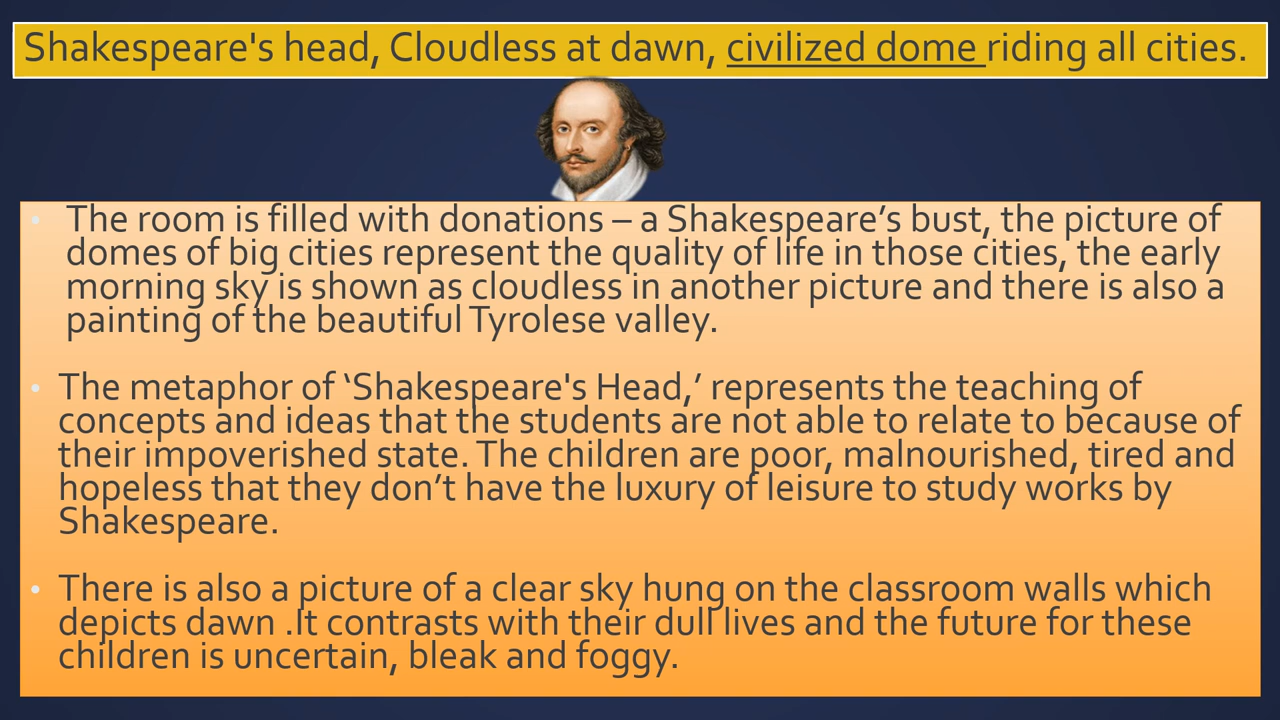 Shakespeare's head, Cloudless at dawn, civilized dome riding all cities.
• The room is filled with donations – a Shakespeare’s bust, the picture of
domes of big cities represent the quality of life in those cities, the early
morning sky is shown as cloudless in another picture and there is also a
painting of the beautiful Tyrolese valley.
• The metaphor of ‘Shakespeare's Head,’ represents the teaching of
concepts and ideas that the students are not able to relate to because of
their impoverished state. The children are poor, malnourished, tired and
hopeless that they don’t have the luxury of leisure to study works by
Shakespeare.
• There is also a picture of a clear sky hung on the classroom walls which
depicts dawn .It contrasts with their dull lives and the future for these
children is uncertain, bleak and foggy.